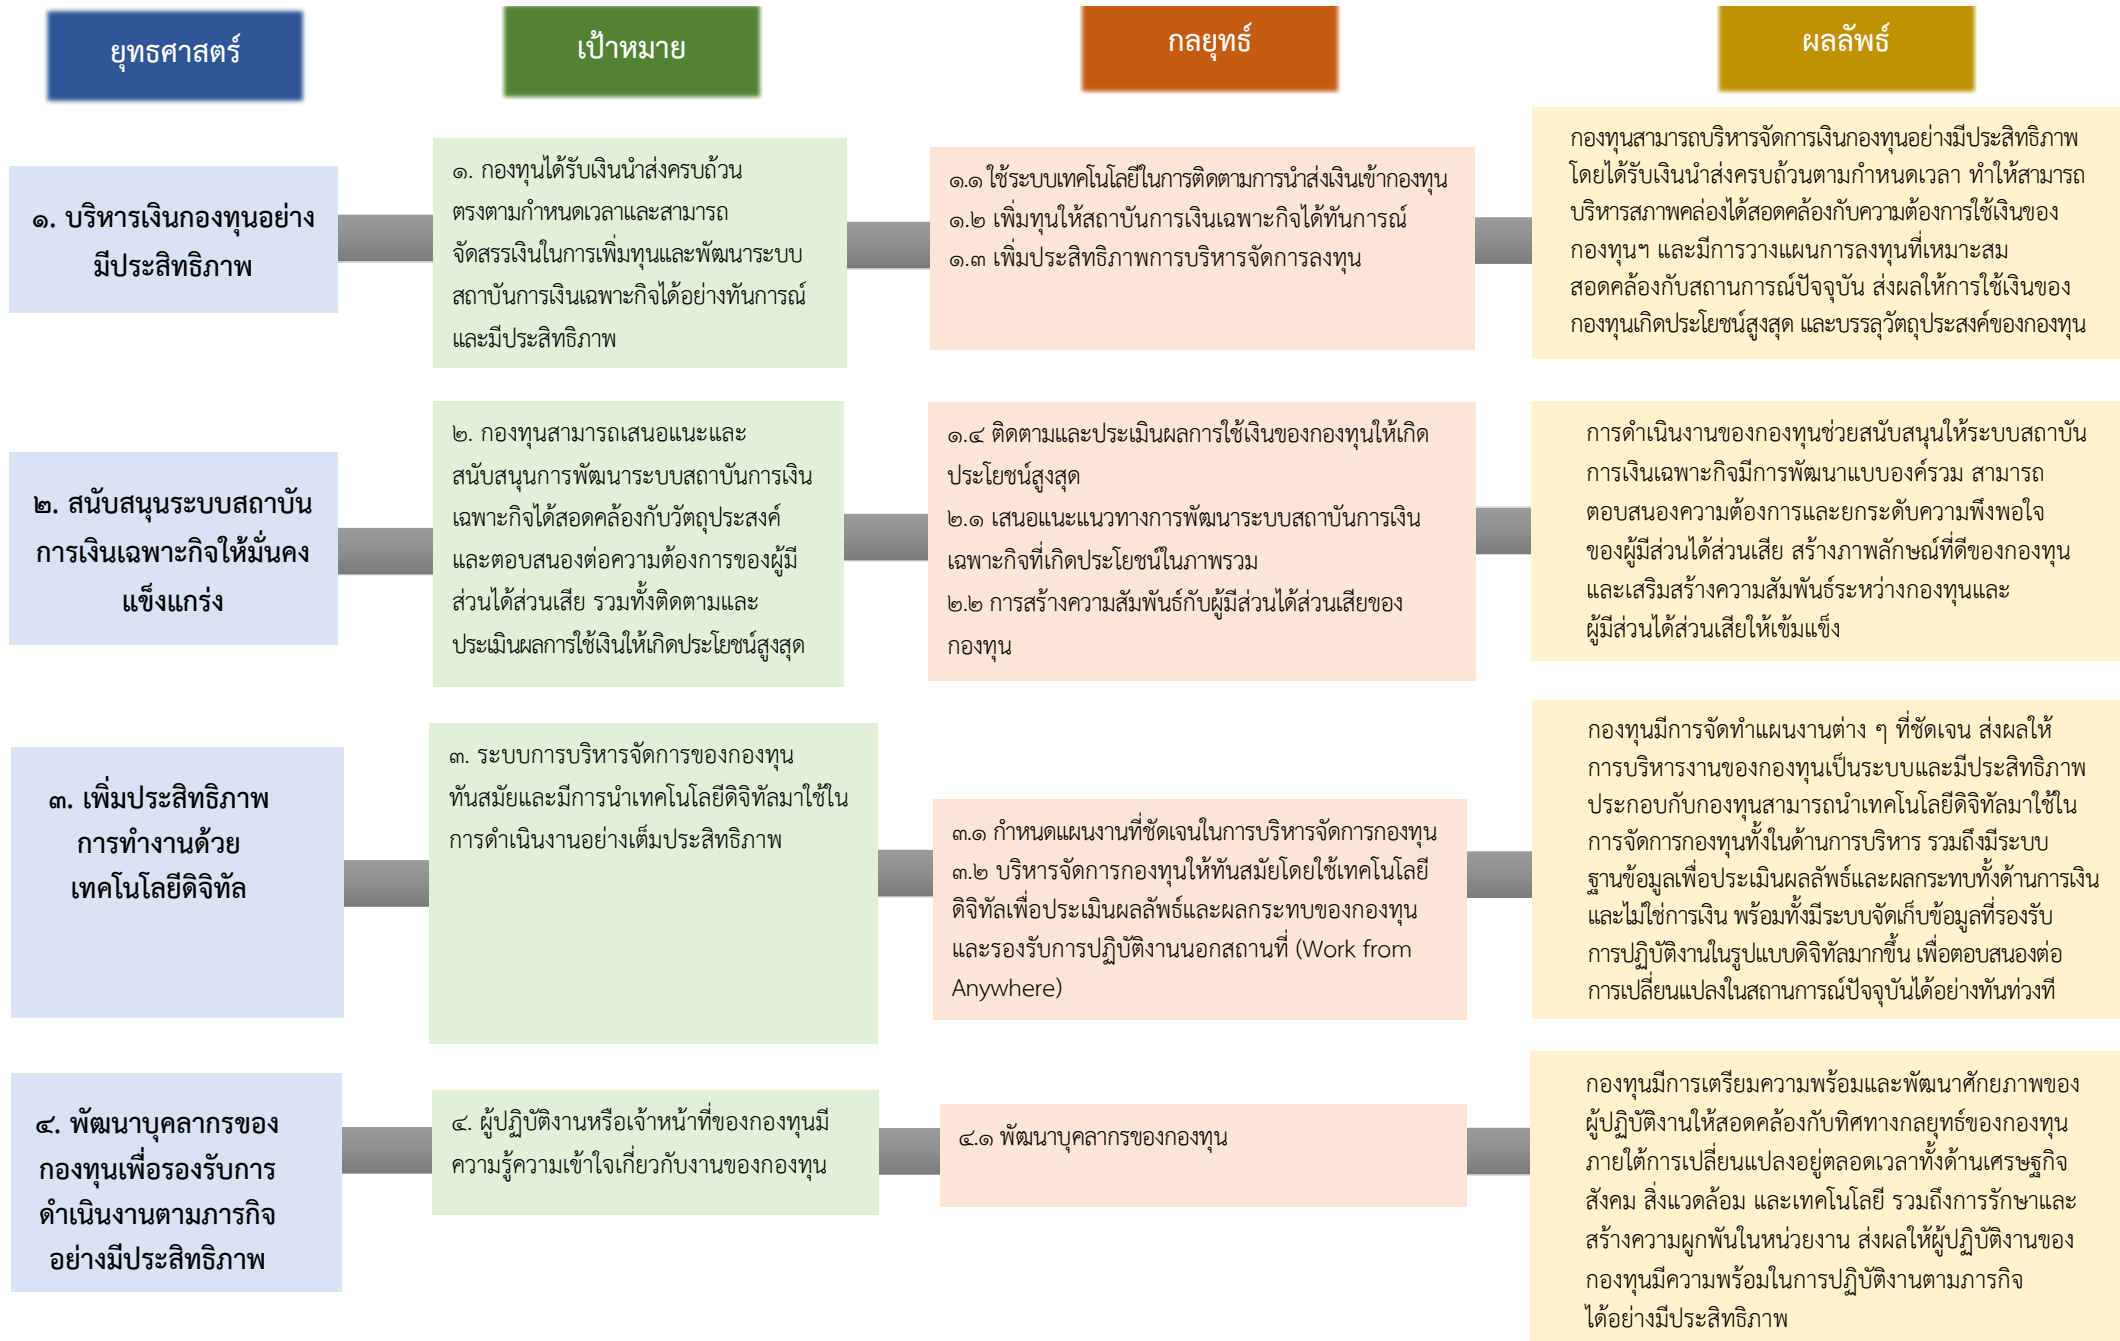 ยุทธศาสตร์
เป้าหมาย
กลยุทธ์
ผลลัพธ์
๑. บริหารเงินกองทุนอย่าง
มีประสิทธิภาพ
๑. กองทุนได้รับเงินนำส่งครบถ้วน
ตรงตามกำหนดเวลาและสามารถ
จัดสรรเงินในการเพิ่มทุนและพัฒนาระบบ
สถาบันการเงินเฉพาะกิจได้อย่างทันการณ์
และมีประสิทธิภาพ
๑.๑ ใช้ระบบเทคโนโลยีในการติดตามการนำส่งเงินเข้ากองทุน
๑.๒ เพิ่มทุนให้สถาบันการเงินเฉพาะกิจได้ทันการณ์
๑.๓ เพิ่มประสิทธิภาพการบริหารจัดการลงทุน
กองทุนสามารถบริหารจัดการเงินกองทุนอย่างมีประสิทธิภาพ
โดยได้รับเงินนำส่งครบถ้วนตามกำหนดเวลา ทำให้สามารถ
บริหารสภาพคล่องได้สอดคล้องกับความต้องการใช้เงินของ
กองทุนฯ และมีการวางแผนการลงทุนที่เหมาะสม
สอดคล้องกับสถานการณ์ปัจจุบัน ส่งผลให้การใช้เงินของ
กองทุนเกิดประโยชน์สูงสุด และบรรลุวัตถุประสงค์ของกองทุน
๒. สนับสนุนระบบสถาบัน
การเงินเฉพาะกิจให้มั่นคง
แข็งแกร่ง
๒. กองทุนสามารถเสนอแนะและ
สนับสนุนการพัฒนาระบบสถาบันการเงิน
เฉพาะกิจได้สอดคล้องกับวัตถุประสงค์
และตอบสนองต่อความต้องการของผู้มี
ส่วนได้ส่วนเสีย รวมทั้งติดตามและ
ประเมินผลการใช้เงินให้เกิดประโยชน์สูงสุด
๑.๔ ติดตามและประเมินผลการใช้เงินของกองทุนให้เกิด
ประโยชน์สูงสุด
๒.๑ เสนอแนะแนวทางการพัฒนาระบบสถาบันการเงิน
เฉพาะกิจที่เกิดประโยชน์ในภาพรวม
๒.๒ การสร้างความสัมพันธ์กับผู้มีส่วนได้ส่วนเสียของ
กองทุน
การดำเนินงานของกองทุนช่วยสนับสนุนให้ระบบสถาบัน
การเงินเฉพาะกิจมีการพัฒนาแบบองค์รวม สามารถ
ตอบสนองความต้องการและยกระดับความพึงพอใจ
ของผู้มีส่วนได้ส่วนเสีย สร้างภาพลักษณ์ที่ดีของกองทุน
และเสริมสร้างความสัมพันธ์ระหว่างกองทุนและ
ผู้มีส่วนได้ส่วนเสียให้เข้มแข็ง
๓. เพิ่มประสิทธิภาพ
การทำงานด้วย
เทคโนโลยีดิจิทัล
๓. ระบบการบริหารจัดการของกองทุน
ทันสมัยและมีการนำเทคโนโลยีดิจิทัลมาใช้ใน
การดำเนินงานอย่างเต็มประสิทธิภาพ
๓.๑ กำหนดแผนงานที่ชัดเจนในการบริหารจัดการกองทุน
๓.๒ บริหารจัดการกองทุนให้ทันสมัยโดยใช้เทคโนโลยี
ดิจิทัลเพื่อประเมินผลลัพธ์และผลกระทบของกองทุน
และรองรับการปฏิบัติงานนอกสถานที่ (Work from
Anywhere)
กองทุนมีการจัดทำแผนงานต่าง ๆ ที่ชัดเจน ส่งผลให้
การบริหารงานของกองทุนเป็นระบบและมีประสิทธิภาพ
ประกอบกับกองทุนสามารถนำเทคโนโลยีดิจิทัลมาใช้ใน
การจัดการกองทุนทั้งในด้านการบริหาร รวมถึงมีระบบ
ฐานข้อมูลเพื่อประเมินผลลัพธ์และผลกระทบทั้งด้านการเงิน
และไม่ใช่การเงิน พร้อมทั้งมีระบบจัดเก็บข้อมูลที่รองรับ
การปฏิบัติงานในรูปแบบดิจิทัลมากขึ้น เพื่อตอบสนองต่อ
การเปลี่ยนแปลงในสถานการณ์ปัจจุบันได้อย่างทันท่วงที
๔. พัฒนาบุคลากรของ
กองทุนเพื่อรองรับการ
ดำเนินงานตามภารกิจ
อย่างมีประสิทธิภาพ
๔. ผู้ปฏิบัติงานหรือเจ้าหน้าที่ของกองทุนมี
ความรู้ความเข้าใจเกี่ยวกับงานของกองทุน
๔.๑ พัฒนาบุคลากรของกองทุน
กองทุนมีการเตรียมความพร้อมและพัฒนาศักยภาพของ
ผู้ปฏิบัติงานให้สอดคล้องกับทิศทางกลยุทธ์ของกองทุน
ภายใต้การเปลี่ยนแปลงอยู่ตลอดเวลาทั้งด้านเศรษฐกิจ
สังคม สิ่งแวดล้อม และเทคโนโลยี รวมถึงการรักษาและ
สร้างความผูกพันในหน่วยงาน ส่งผลให้ผู้ปฏิบัติงานของ
กองทุนมีความพร้อมในการปฏิบัติงานตามภารกิจ
ได้อย่างมีประสิทธิภาพ